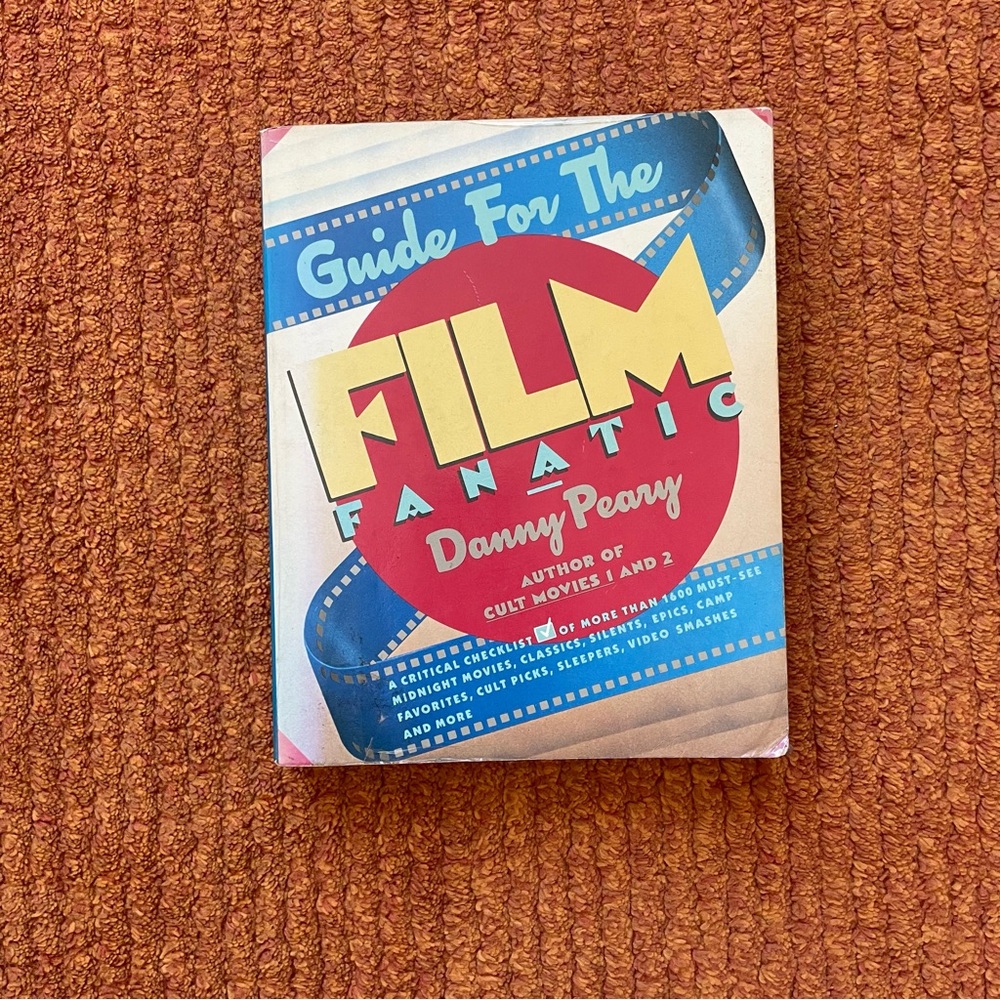 Guide For The
FILM
FANATIC
Danny Peary
AUTHOR OF
CULT MOVIES 1 AND 2
A CRITICAL CHECKLIST OF MORE THAN 1600 MUST-SEE
MIDNIGHT MOVIES, CLASSICS, SILENTS, EPICS, CAMP
FAVORITES, CULT PICKS, SLEEPERS, VIDEO SMASHES
AND MORE